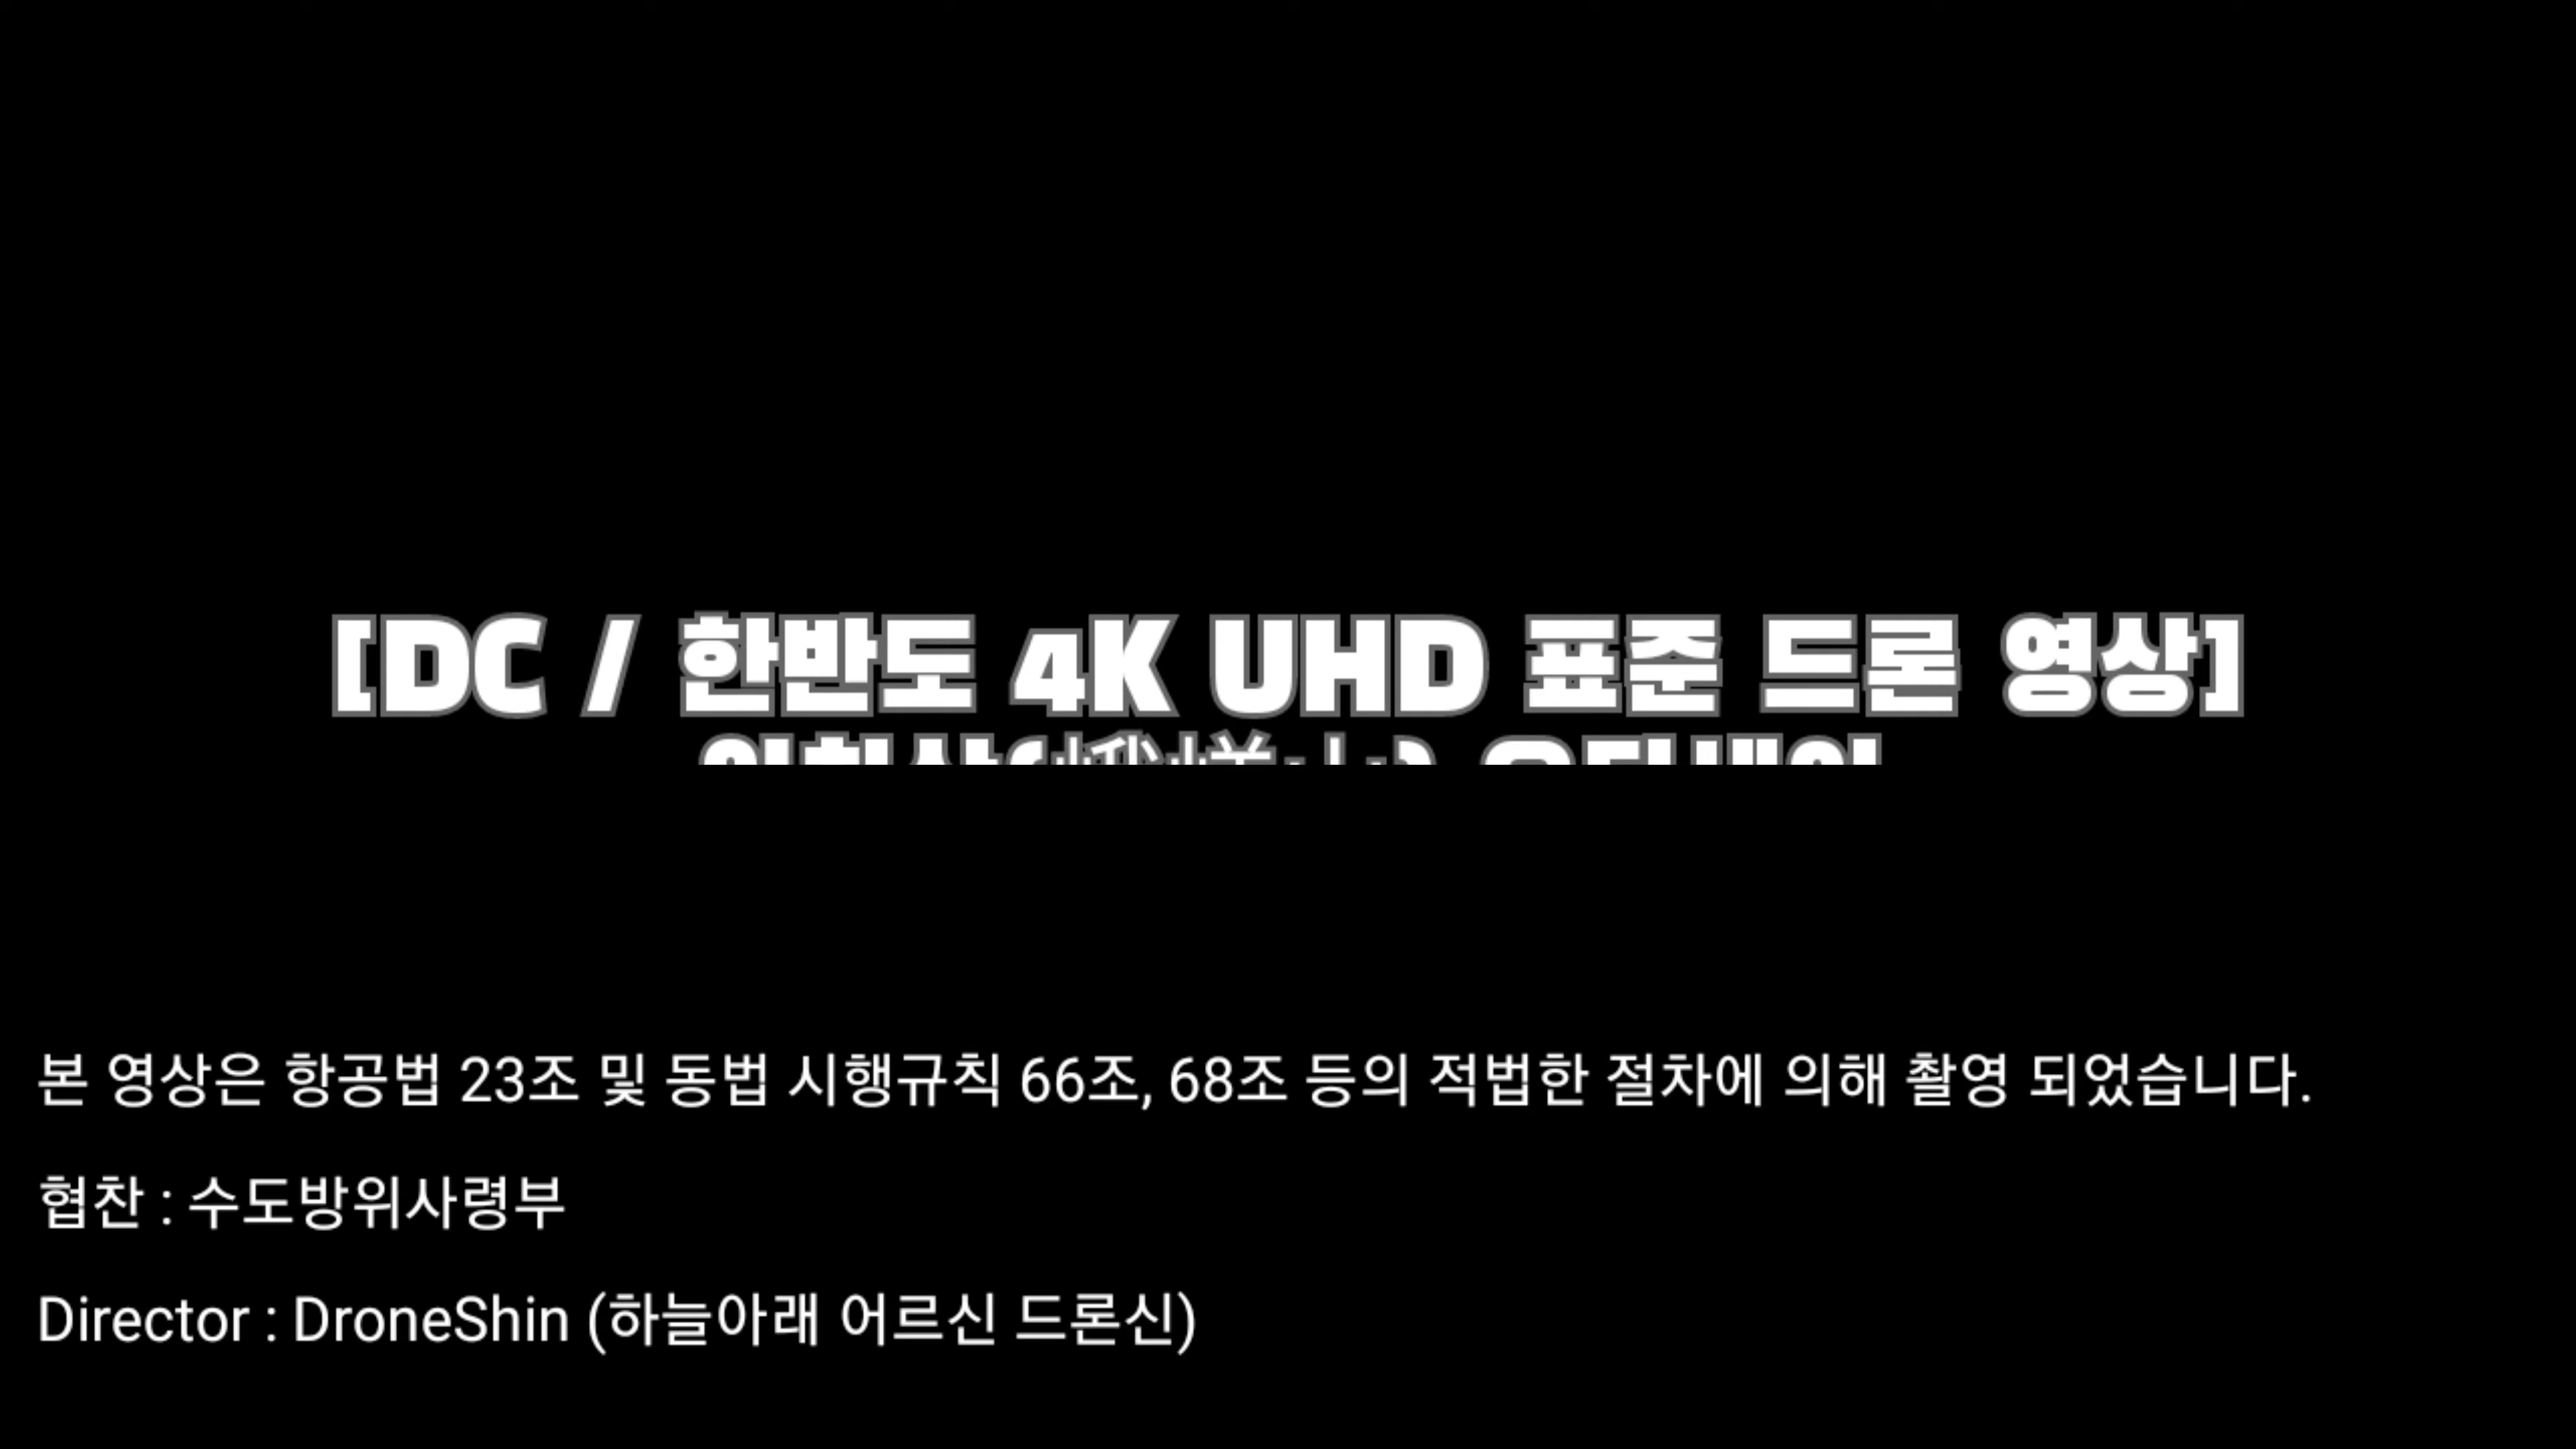 [DC / 한반도 4K UHD 표준 드론 영상]
본 영상은 항공법 23조 및 동법 시행규칙 66조, 68조 등의 적법한 절차에 의해 촬영 되었습니다.
협찬 : 수도방위사령부
Director : DroneShin (하늘아래 어르신 드론신)